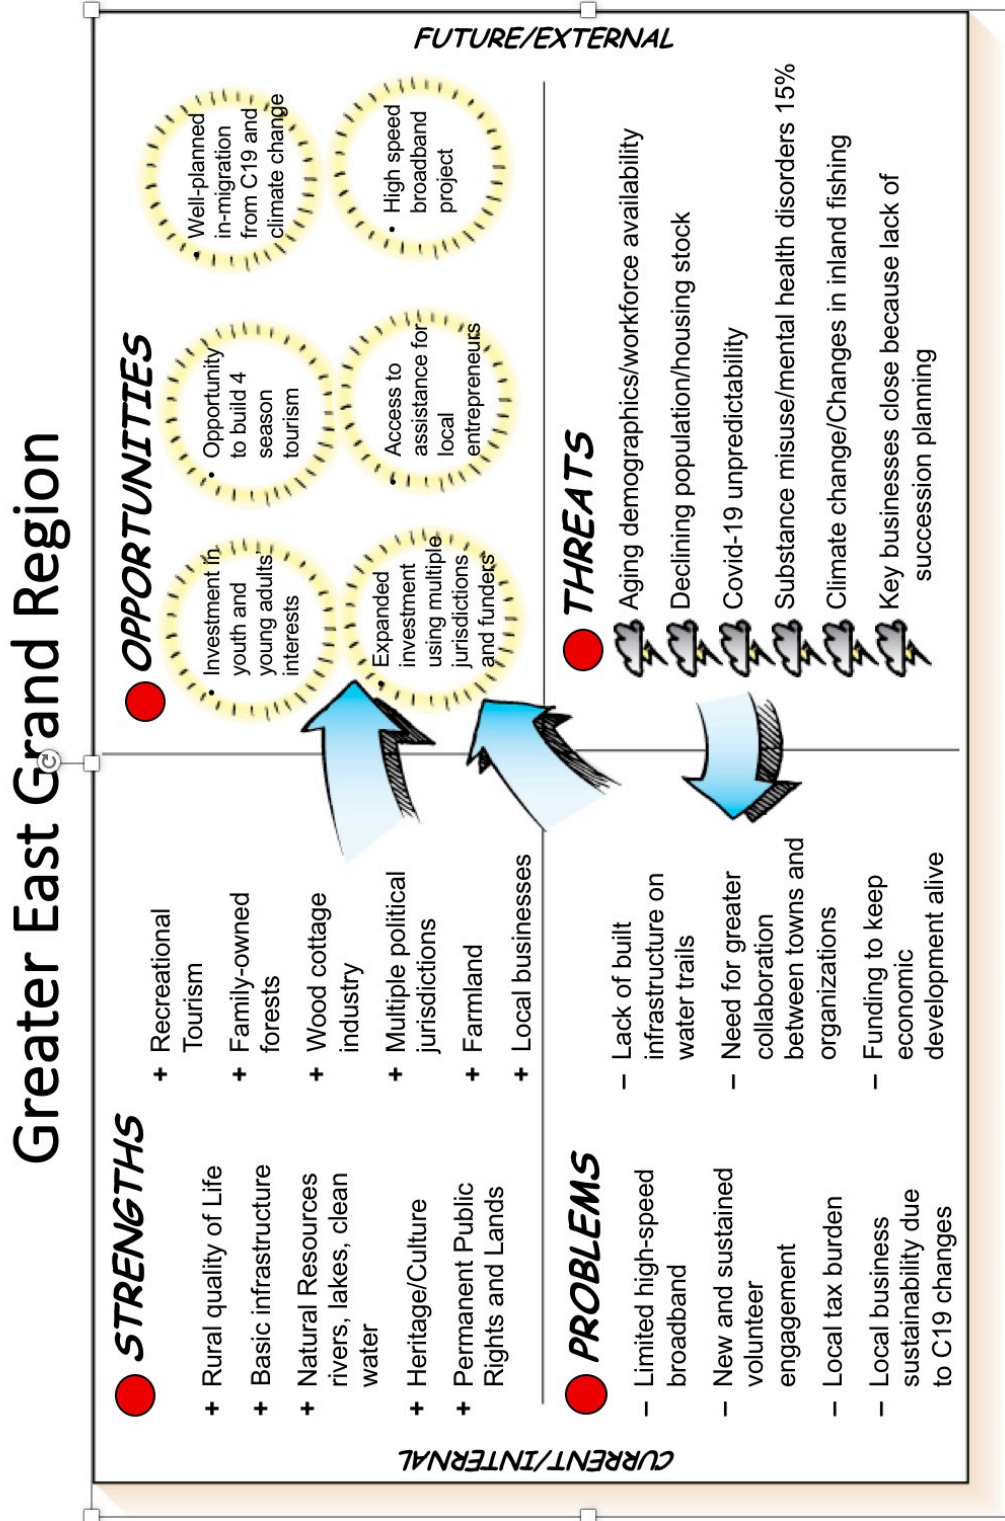 Greater East Grand Region
CURRENT/INTERNAL
STRENGTHS
+ Rural quality of Life
+ Basic infrastructure
+ Natural Resources
rivers, lakes, clean
water
+ Heritage/Culture
+ Permanent Public
Rights and Lands
+ Recreational
Tourism
+ Family-owned
forests
+ Wood cottage
industry
+ Multiple political
jurisdictions
+ Farmland
+ Local businesses
OPPORTUNITIES
• Investment in
youth and
young adults'
interests
• Opportunity
to build 4
season
tourism
• Well-planned
in-migration
from C19 and
climate change
• Expanded
investment
using multiple
jurisdictions
and funders
• Access to
assistance for
local
entrepreneurs
• High speed
broadband
project
PROBLEMS
– Limited high-speed
broadband
– New and sustained
volunteer
engagement
– Local tax burden
– Local business
sustainability due
to C19 changes
– Lack of built
infrastructure on
water trails
– Need for greater
collaboration
between towns and
organizations
– Funding to keep
economic
development alive
THREATS
Aging demographics/workforce availability
Declining population/housing stock
Covid-19 unpredictability
Substance misuse/mental health disorders 15%
Climate change/Changes in inland fishing
Key businesses close because lack of
succession planning
FUTURE/EXTERNAL